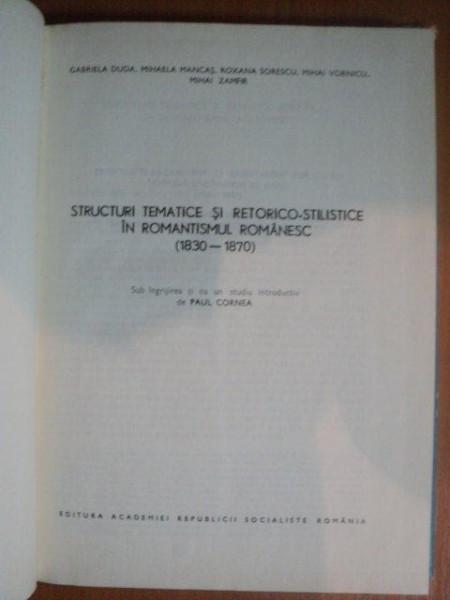 GABRIELA DUDA, MIHAELA MANCAȘ, ROXANA SORESCU, MIHAI VORNICU,
MIHAI ZAMFIR
STRUCTURI TEMATICE ȘI RETORICO-STILISTICE
ÎN ROMANTISMUL ROMÂNESC
(1830—1870)
Sub îngrijirea și cu un studiu introductiv
de PAUL CORNEA
EDITURA ACADEMIEI REPUBLICII SOCIALISTE ROMÂNIA